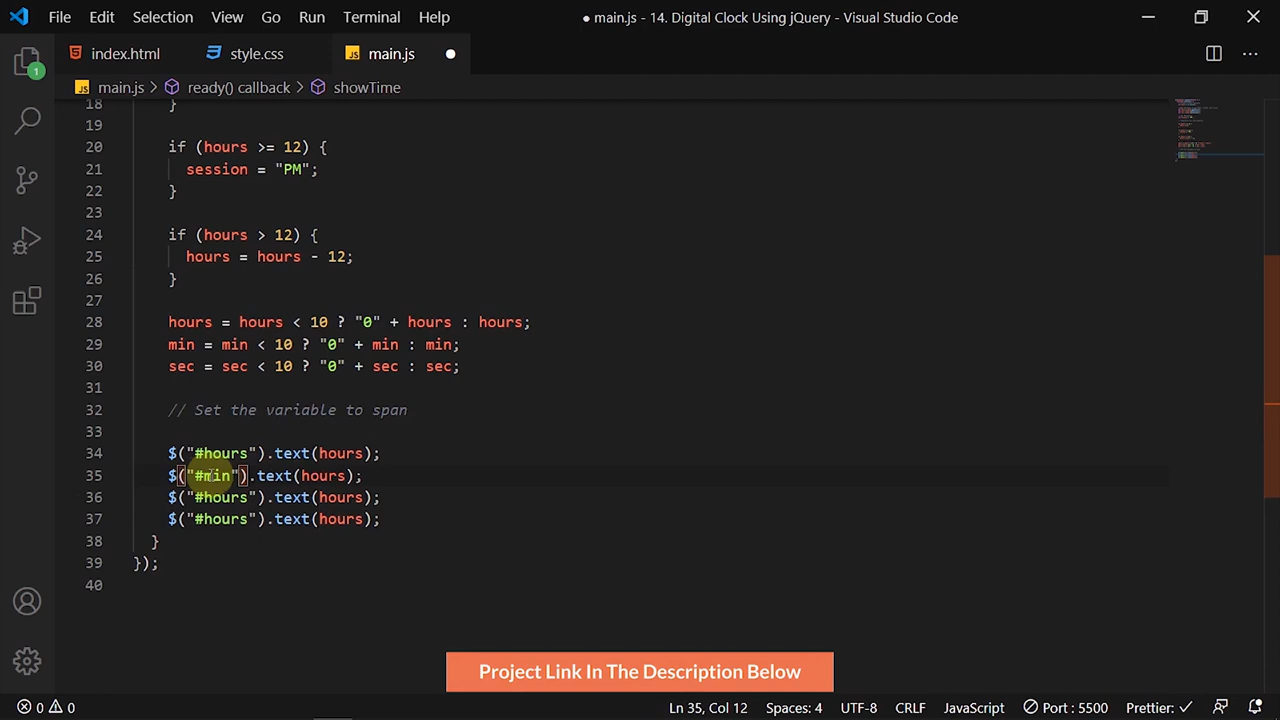 File Edit Selection View Go Run Terminal Help ● main.js - 14. Digital Clock Using jQuery - Visual Studio Code
index.html style.css JS main.js ●
JS main.js > ready() callback > showTime
1
18 }
19
20 if (hours >= 12) {
21 session = "PM";
22 }
23
24 if (hours > 12) {
25 hours = hours - 12;
26 }
27
28 hours = hours < 10 ? "0" + hours : hours;
29 min = min < 10 ? "0" + min : min;
30 sec = sec < 10 ? "0" + sec : sec;
31
32 // Set the variable to span
33
34 $("#hours").text(hours);
35 $("#min").text(hours);
36 $("#hours").text(hours);
37 $("#hours").text(hours);
38 }
39 });
40
Project Link In The Description Below
0 0 Ln 35, Col 12 Spaces: 4 UTF-8 CRLF JavaScript Port : 5500 Prettier: ✓